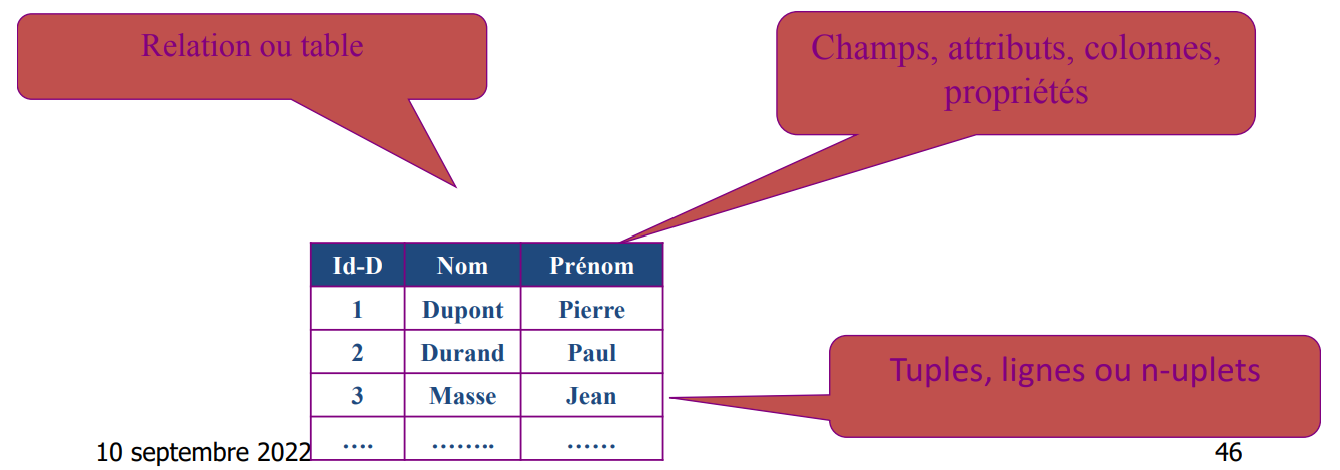 Relation ou table
Champs, attributs, colonnes,
propriétés
Id-D Nom Prénom
1 Dupont Pierre
2 Durand Paul
3 Masse Jean
Tuples, lignes ou n-uplets
…. …….. ……
10 septembre 2022
46